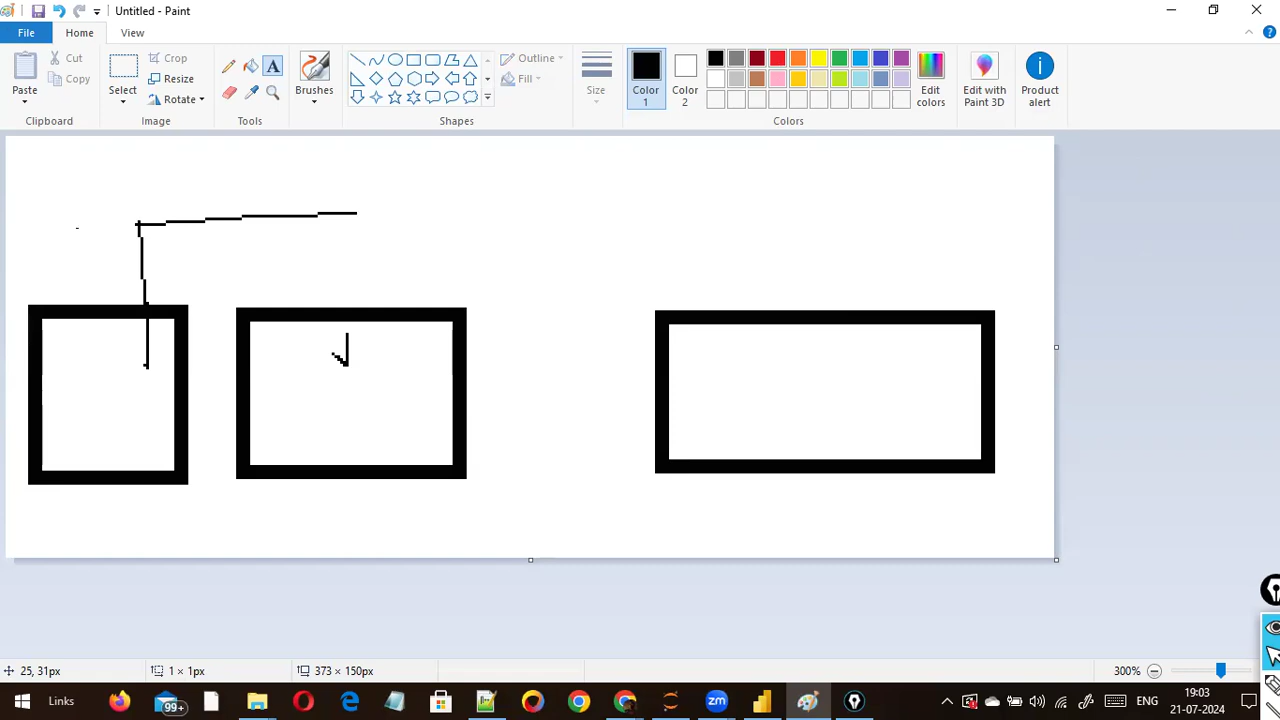 Untitled - Paint
File Home View
Paste
Cut
Copy
Clipboard
Select
Crop
Resize
Rotate
Image
A
Tools
Brushes
Outline
Fill
Shapes
Size
Color 1
Color 2
Edit colors
Colors
Edit with Paint 3D
Product alert
25, 31px
1 × 1px
373 × 150px
300%
Links
99+
zm
ENG
19:03
21-07-2024